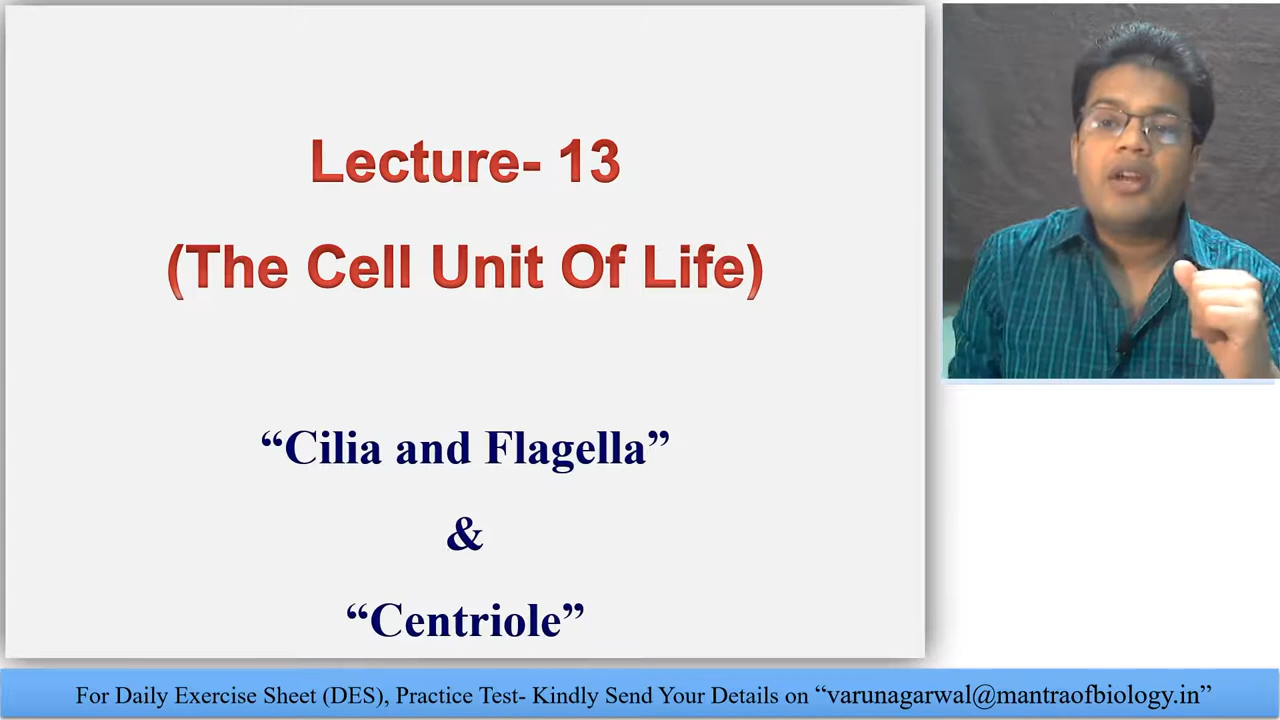 Lecture- 13
(The Cell Unit Of Life)
“Cilia and Flagella”
&
“Centriole”
For Daily Exercise Sheet (DES), Practice Test- Kindly Send Your Details on “varunagarwal@mantraofbiology.in”